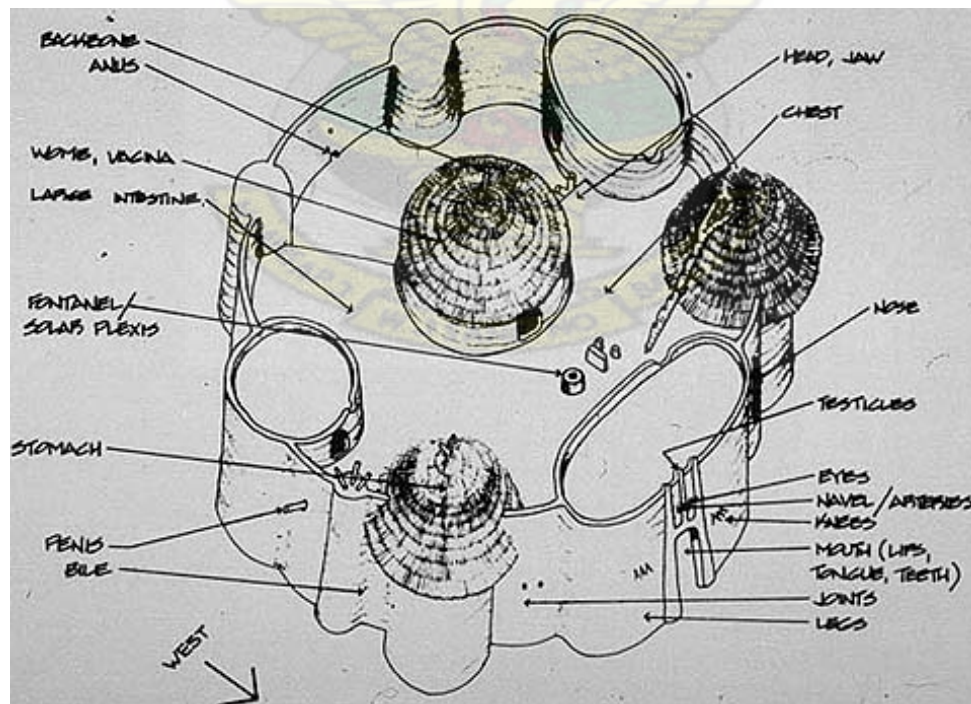 BACKBONE
ANUS
WOMB, VAGINA
LARGE INTESTINE
FONTANEL/
SOLAR PLEXIS
STOMACH
PENIS
BILE
WEST
HEAD, JAW
CHEST
NOSE
TESTICLES
EYES
NAVEL/ARTERIES
KNEES
MOUTH (LIPS,
TONGUE, TEETH)
JOINTS
LEGS